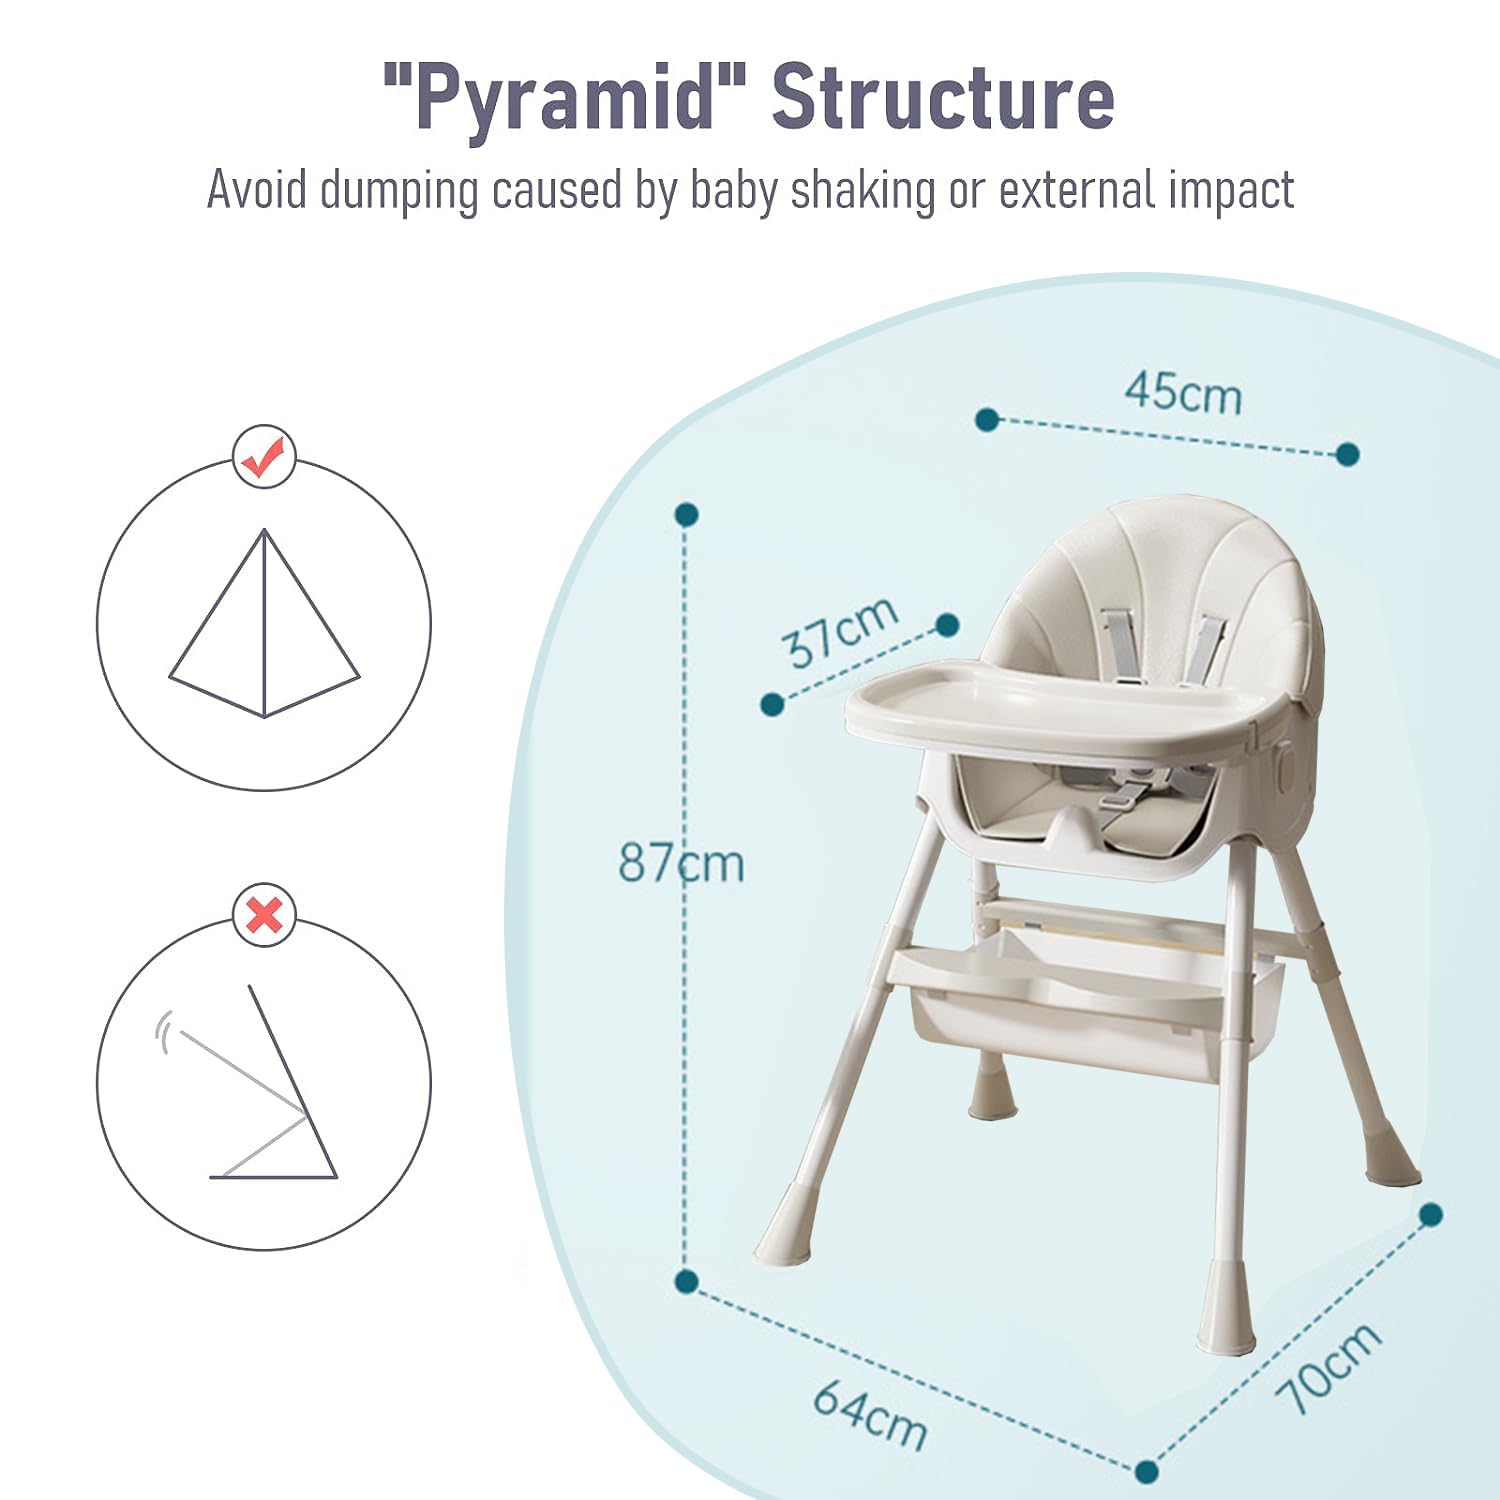 "Pyramid" Structure
Avoid dumping caused by baby shaking or external impact
45cm
37cm
87cm
64cm
70cm